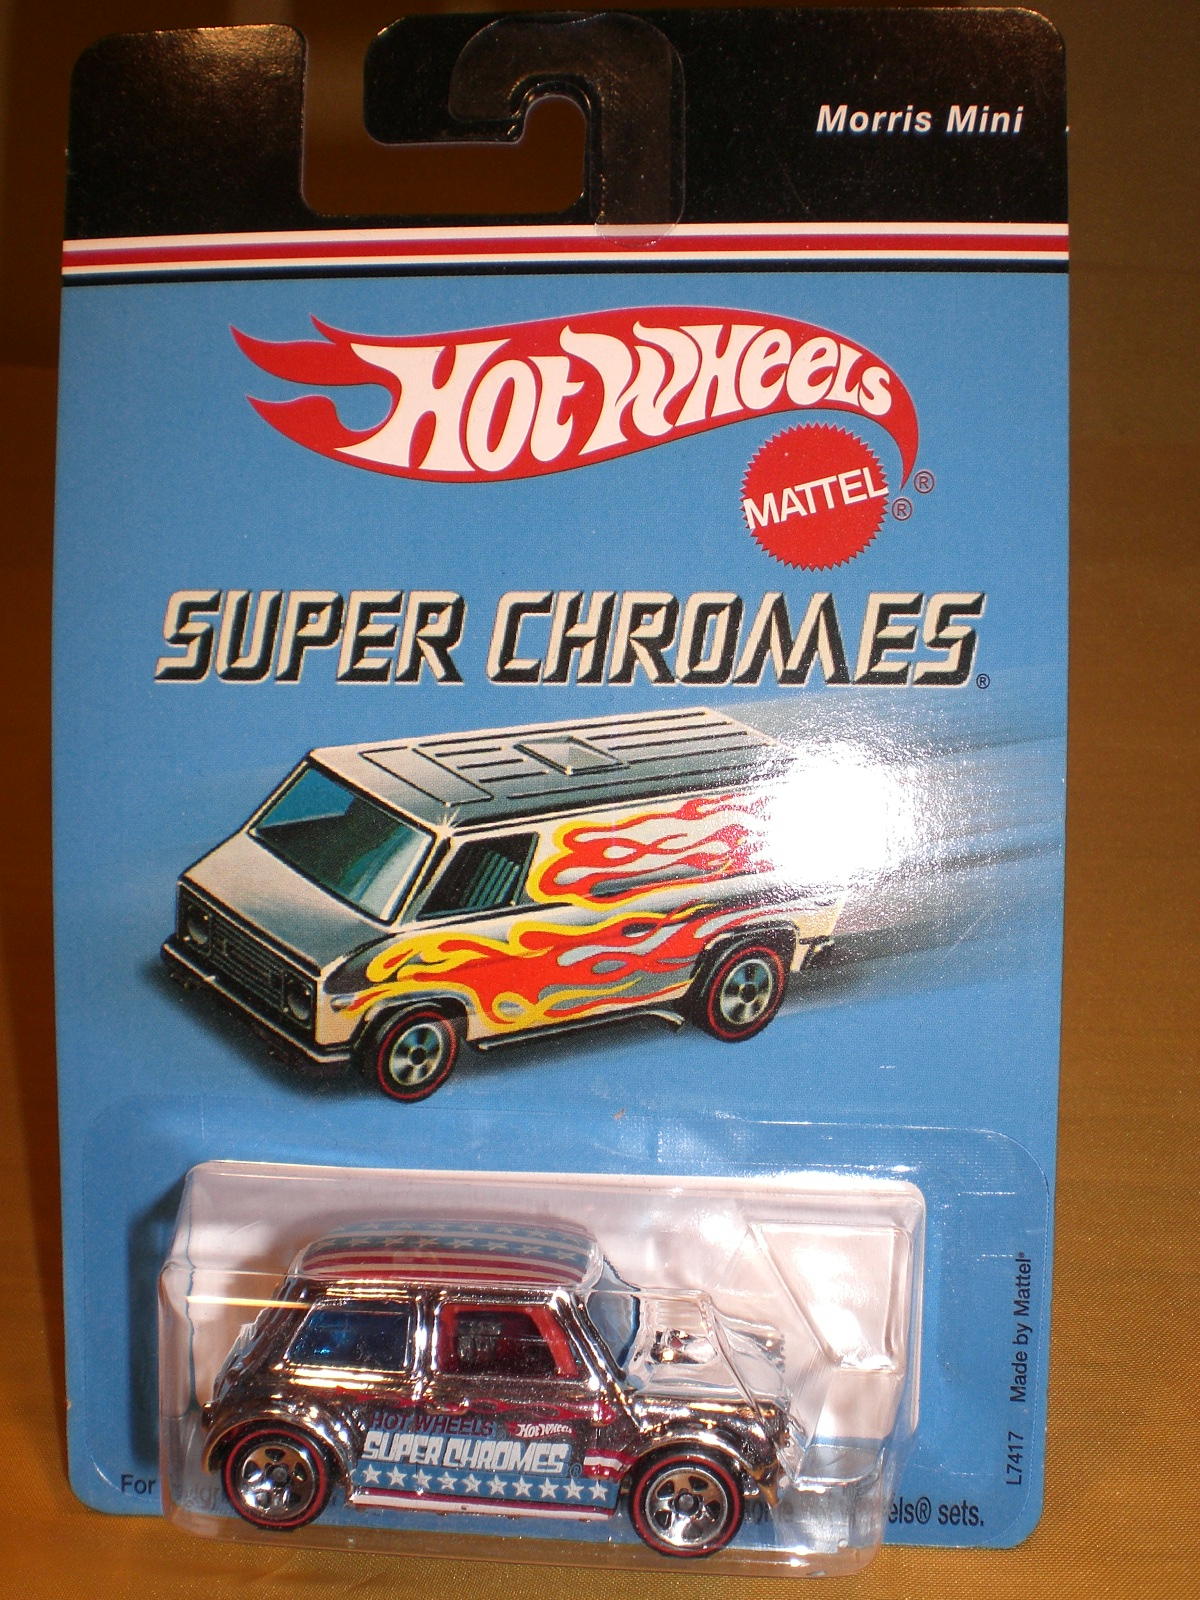 Morris Mini
Hot Wheels
MATTEL ® ®
SUPER CHROMES®
HOT WHEELS Hot Wheels
SUPER CHROMES
L7417 Made by Mattel®
For
els® sets.